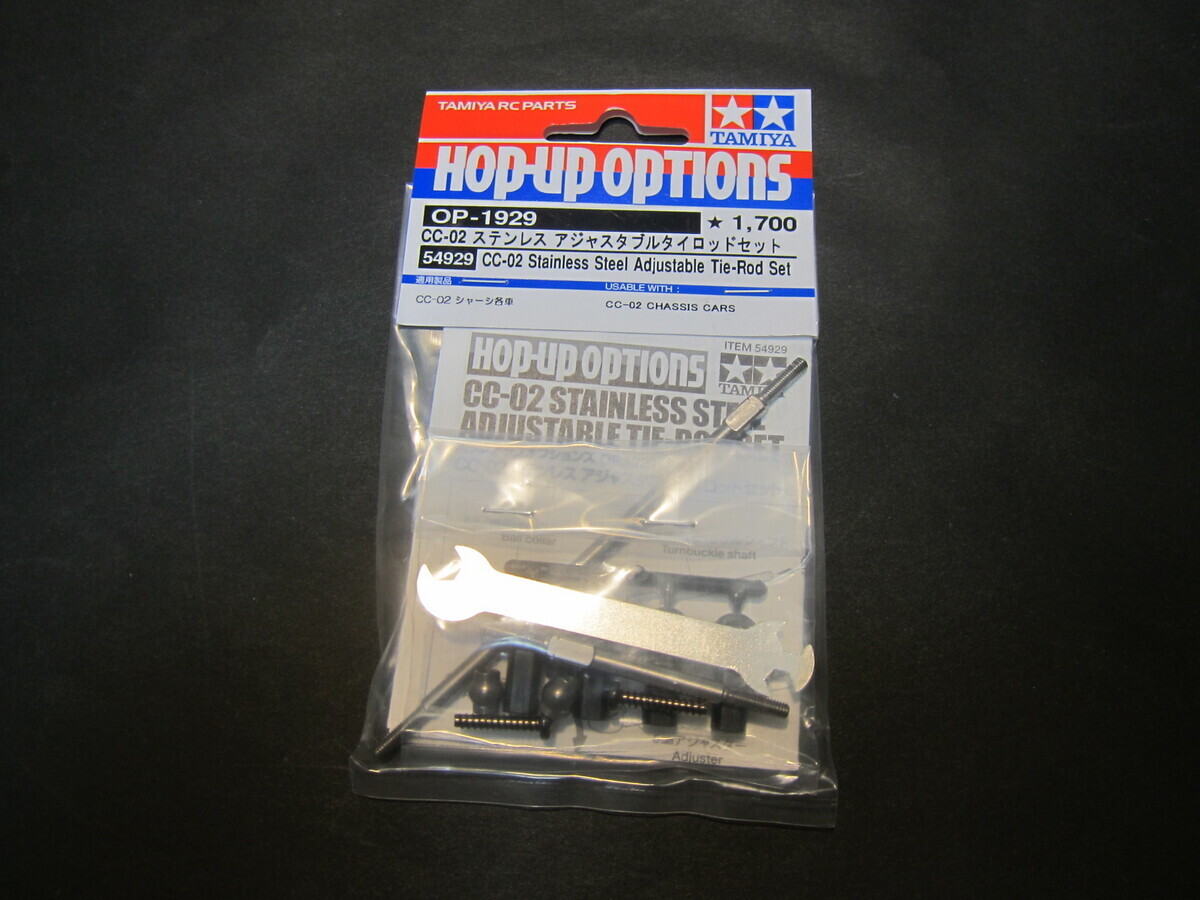 TAMIYA RC PARTS
TAMIYA
HOP-UP OPTIONS
OP-1929 ★ 1,700
CC-02 ステンレス アジャスタブルタイロッドセット
54929 CC-02 Stainless Steel Adjustable Tie-Rod Set
適用製品 USABLE WITH :
CC-02 シャーシ各車 CC-02 CHASSIS CARS
ITEM 54929
HOP-UP OPTIONS
CC-02 STAINLESS
ADJUSTABLE
Ball collar
Turnbuckle shaft
Adjuster